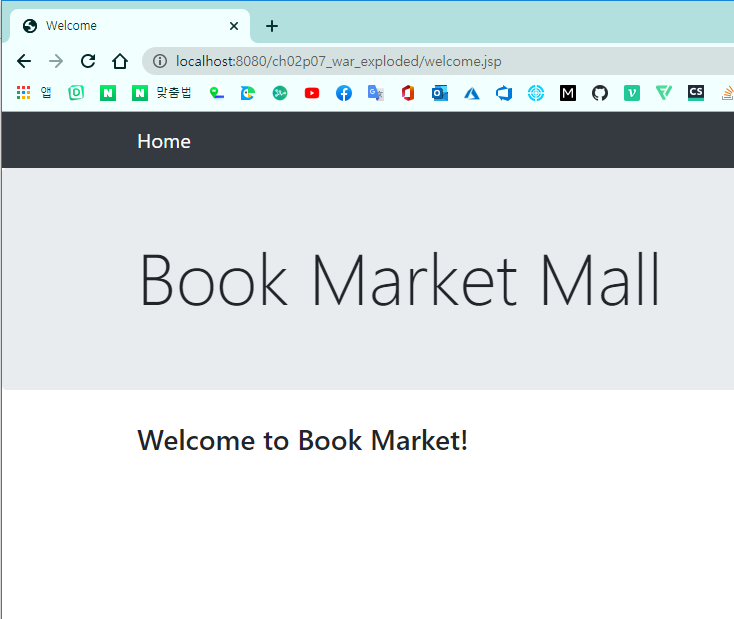 Welcome
localhost:8080/ch02p07_war_exploded/welcome.jsp
앱 N N 맞춤법 M CS
Home
Book Market Mall
Welcome to Book Market!